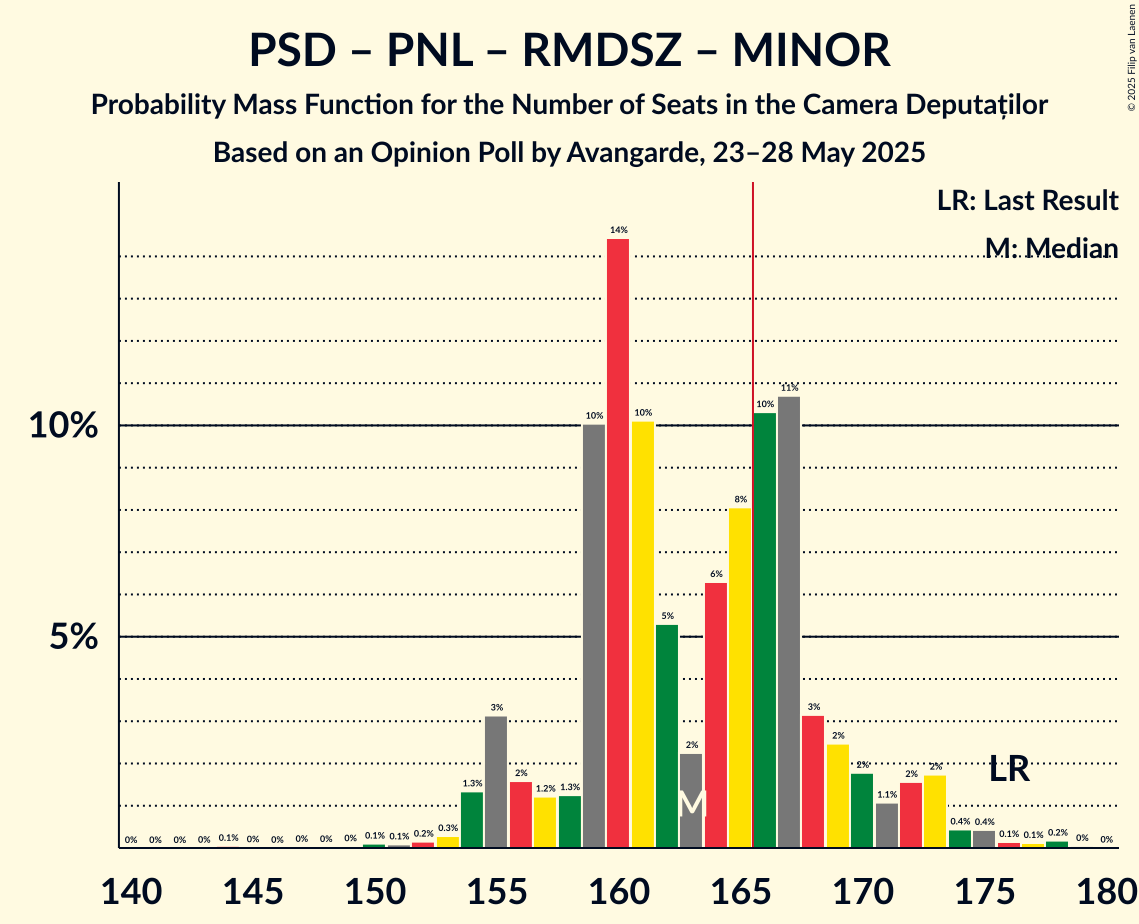 PSD – PNL – RMDSZ – MINOR
Probability Mass Function for the Number of Seats in the Camera Deputaților
Based on an Opinion Poll by Avangarde, 23–28 May 2025
© 2025 Filip van Laenen
LR: Last Result
M: Median
10%
5%
0% 0% 0% 0% 0.1% 0% 0% 0% 0% 0% 0.1% 0.1% 0.2% 0.3% 1.3% 3% 2% 1.2% 1.3% 10% 14% 10% 5% 2% 6% 8% 10% 11% 3% 2% 2% 1.1% 2% 2% 0.4% 0.4% 0.1% 0.1% 0.2% 0% 0%
M
LR
140 145 150 155 160 165 170 175 180